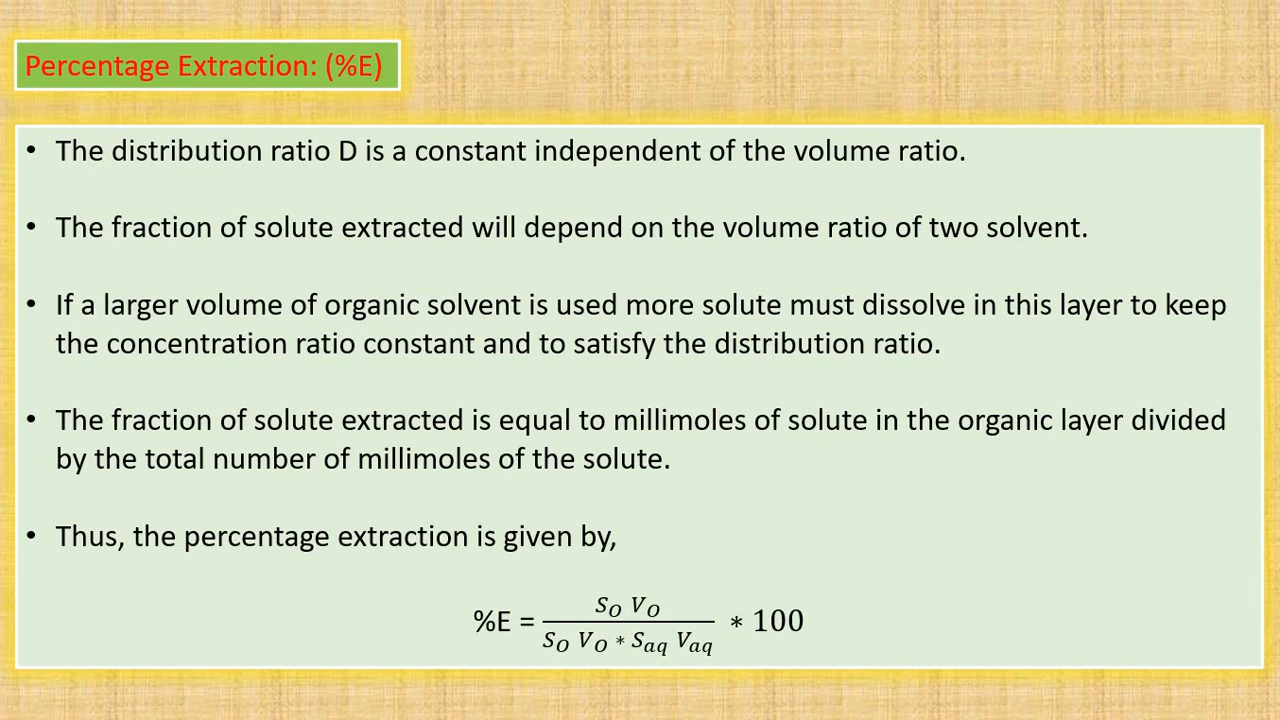 Percentage Extraction: (%E)
• The distribution ratio D is a constant independent of the volume ratio.
• The fraction of solute extracted will depend on the volume ratio of two solvent.
• If a larger volume of organic solvent is used more solute must dissolve in this layer to keep
the concentration ratio constant and to satisfy the distribution ratio.
• The fraction of solute extracted is equal to millimoles of solute in the organic layer divided
by the total number of millimoles of the solute.
• Thus, the percentage extraction is given by,
S_O V_O
%E = ――― ∗ 100
S_O V_O ∗ S_aq V_aq